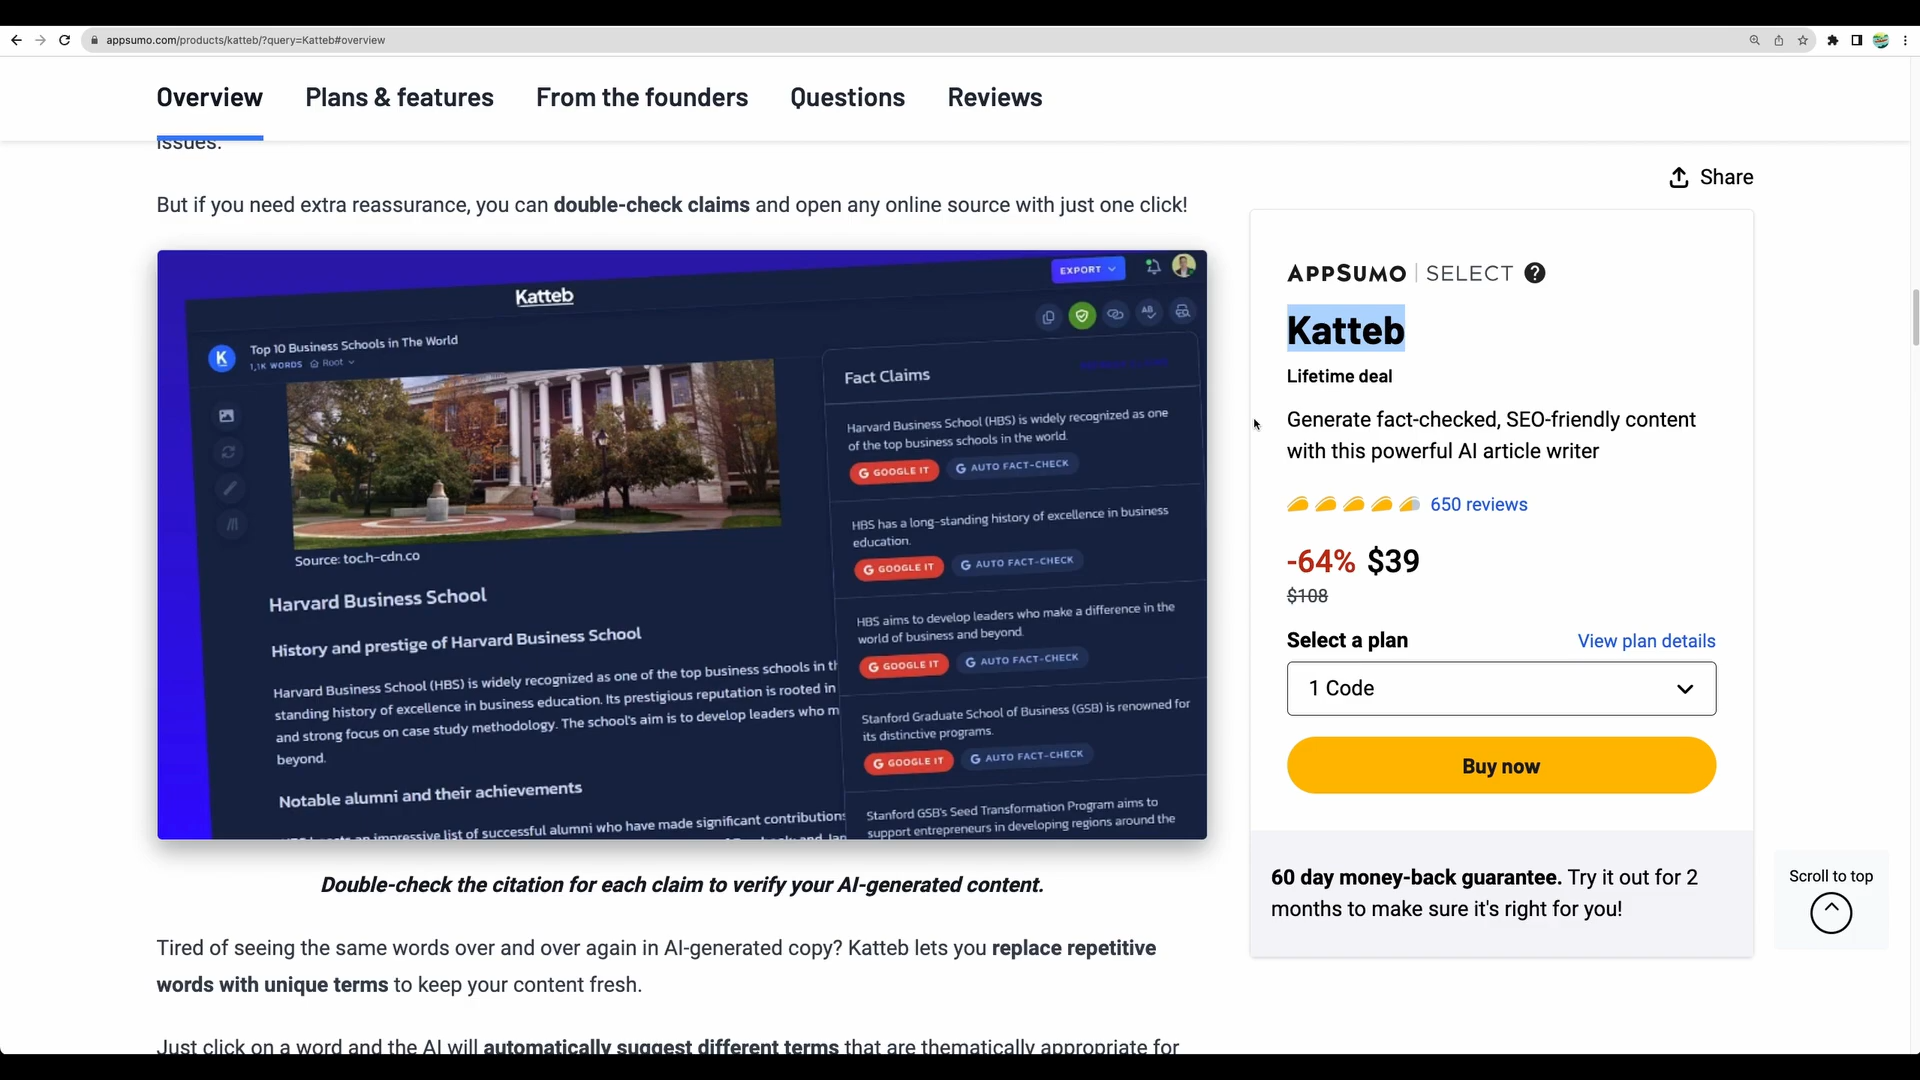 appsumo.com/products/katteb/?query=Katteb#overview
Overview
Plans & features
From the founders
Questions
Reviews
issues.
Share
But if you need extra reassurance, you can double-check claims and open any online source with just one click!
Katteb
EXPORT
Top 10 Business Schools in The World
1,1K WORDS
Root
Source: toc.h-cdn.co
Harvard Business School
History and prestige of Harvard Business School
Harvard Business School (HBS) is widely recognized as one of the top business schools in th
standing history of excellence in business education. Its prestigious reputation is rooted in
and strong focus on case study methodology. The school's aim is to develop leaders who m
beyond.
Notable alumni and their achievements
an impressive list of successful alumni who have made significant contributions
Fact Claims
Harvard Business School (HBS) is widely recognized as one
of the top business schools in the world.
GOOGLE IT
AUTO FACT-CHECK
HBS has a long-standing history of excellence in business
education.
GOOGLE IT
AUTO FACT-CHECK
HBS aims to develop leaders who make a difference in the
world of business and beyond.
GOOGLE IT
AUTO FACT-CHECK
Stanford Graduate School of Business (GSB) is renowned for
its distinctive programs.
GOOGLE IT
AUTO FACT-CHECK
Stanford GSB's Seed Transformation Program aims to
support entrepreneurs in developing regions around the
Double-check the citation for each claim to verify your AI-generated content.
Tired of seeing the same words over and over again in AI-generated copy? Katteb lets you replace repetitive
words with unique terms to keep your content fresh.
Just click on a word and the AI will automatically suggest different terms that are thematically appropriate for
APPSUMO | SELECT ?
Katteb
Lifetime deal
Generate fact-checked, SEO-friendly content
with this powerful AI article writer
650 reviews
-64% $39
$108
Select a plan
View plan details
1 Code
Buy now
60 day money-back guarantee. Try it out for 2
months to make sure it's right for you!
Scroll to top